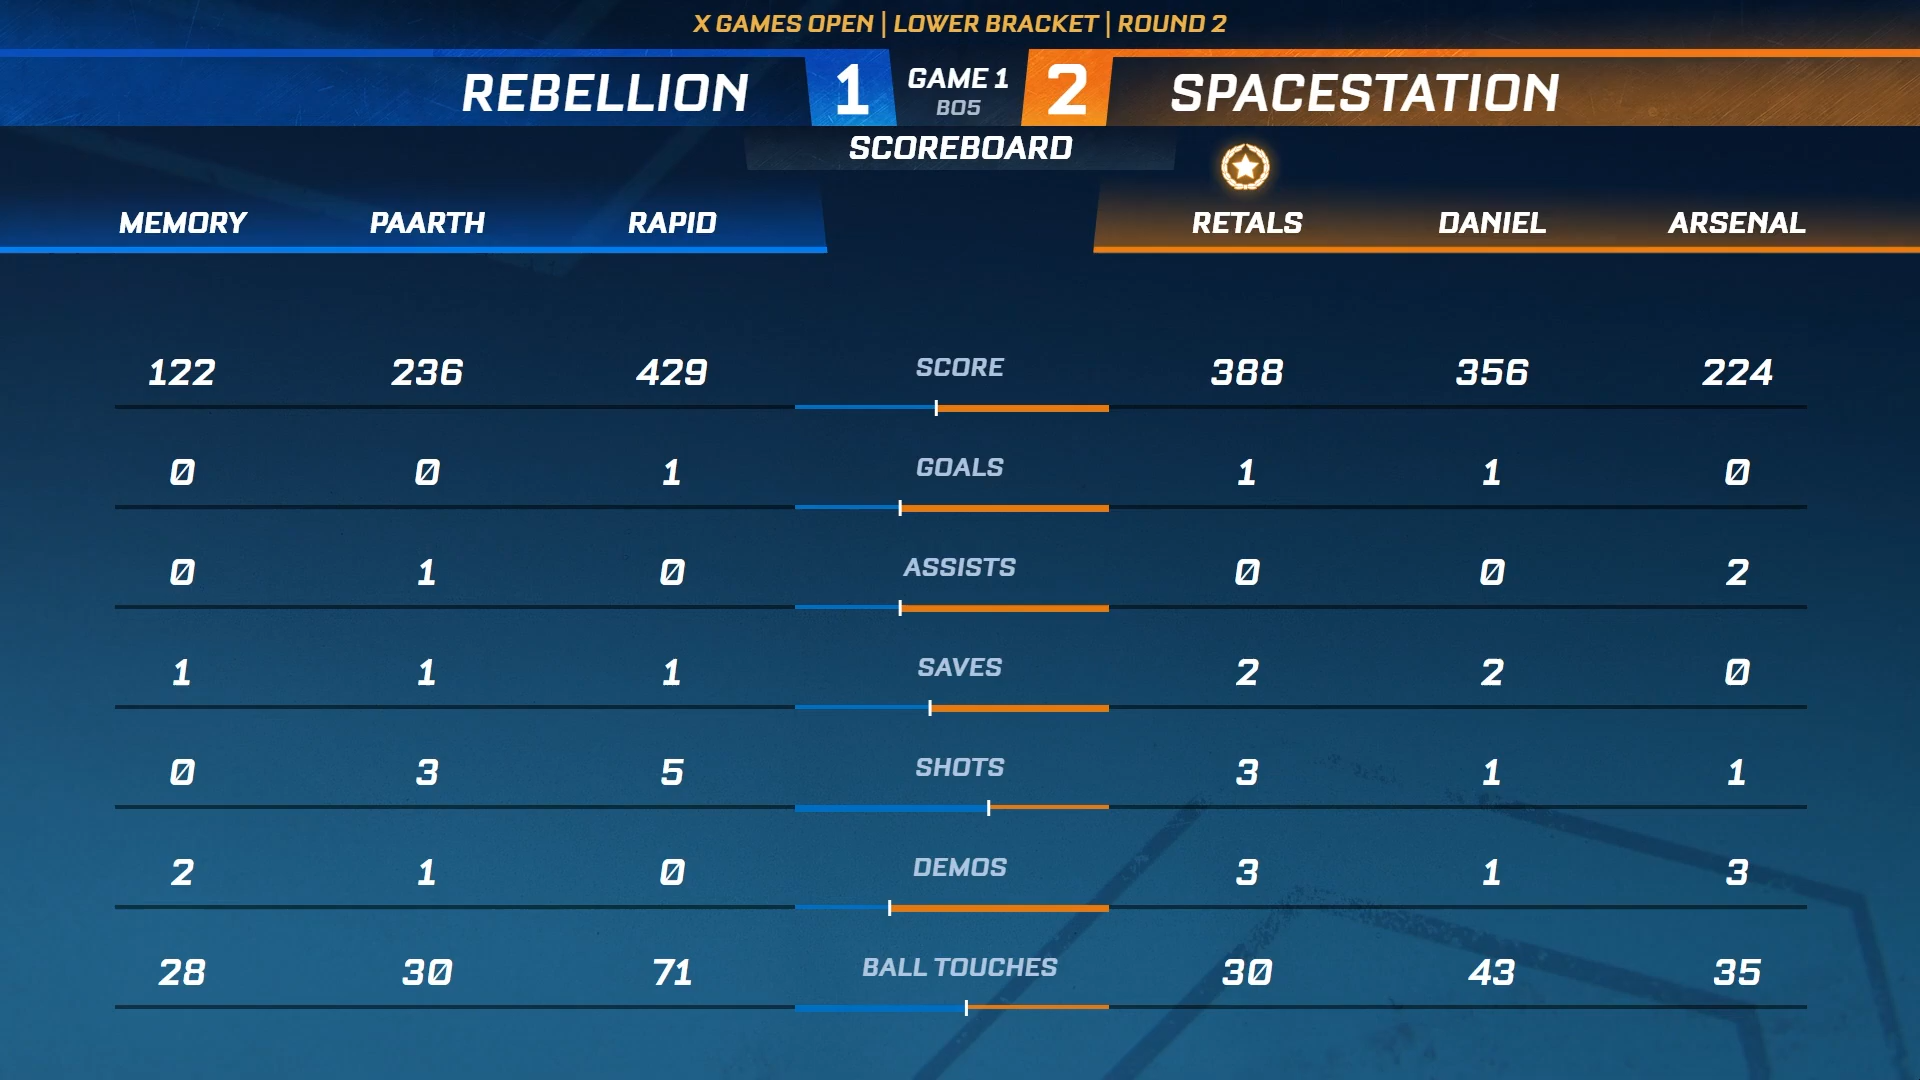 X GAMES OPEN | LOWER BRACKET | ROUND 2
REBELLION 1 GAME 1 2 SPACESTATION
BO5
SCOREBOARD
MEMORY PAARTH RAPID RETALS DANIEL ARSENAL
122 236 429 SCORE 388 356 224
0 0 1 GOALS 1 1 0
0 1 0 ASSISTS 0 0 2
1 1 1 SAVES 2 2 0
0 3 5 SHOTS 3 1 1
2 1 0 DEMOS 3 1 3
28 30 71 BALL TOUCHES 30 43 35